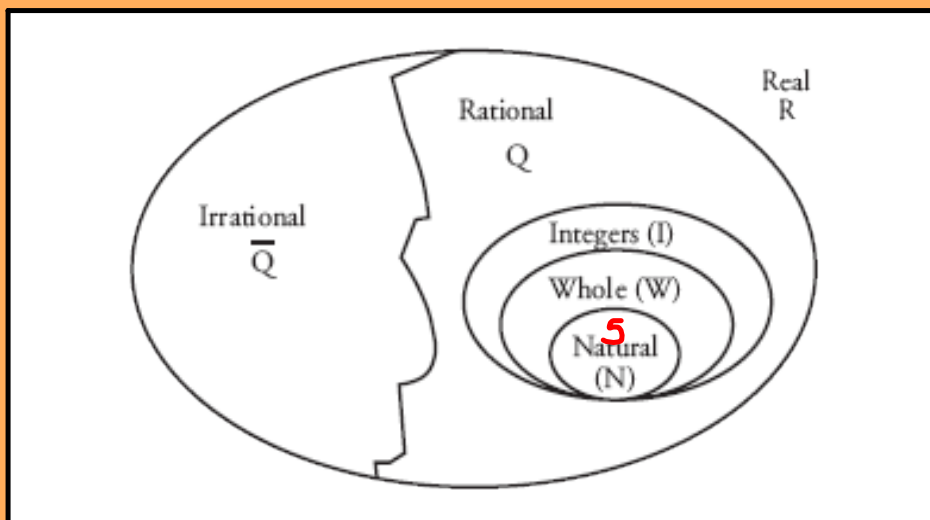 Real
R
Rational
Q
Irrational
Q̅
Integers (I)
Whole (W)
5
Natural
(N)